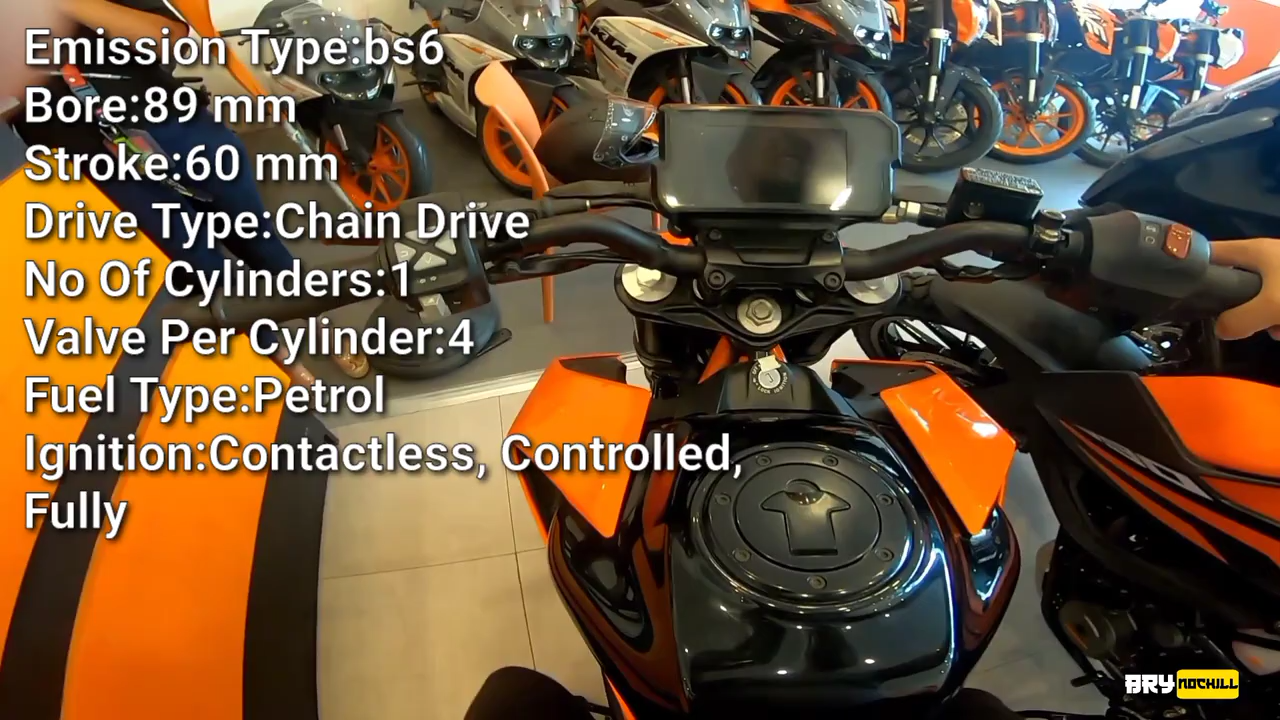 Emission Type:bs6
Bore:89 mm
Stroke:60 mm
Drive Type:Chain Drive
No Of Cylinders:1
Valve Per Cylinder:4
Fuel Type:Petrol
Ignition:Contactless, Controlled,
Fully
KTM
BRY NOCHILL